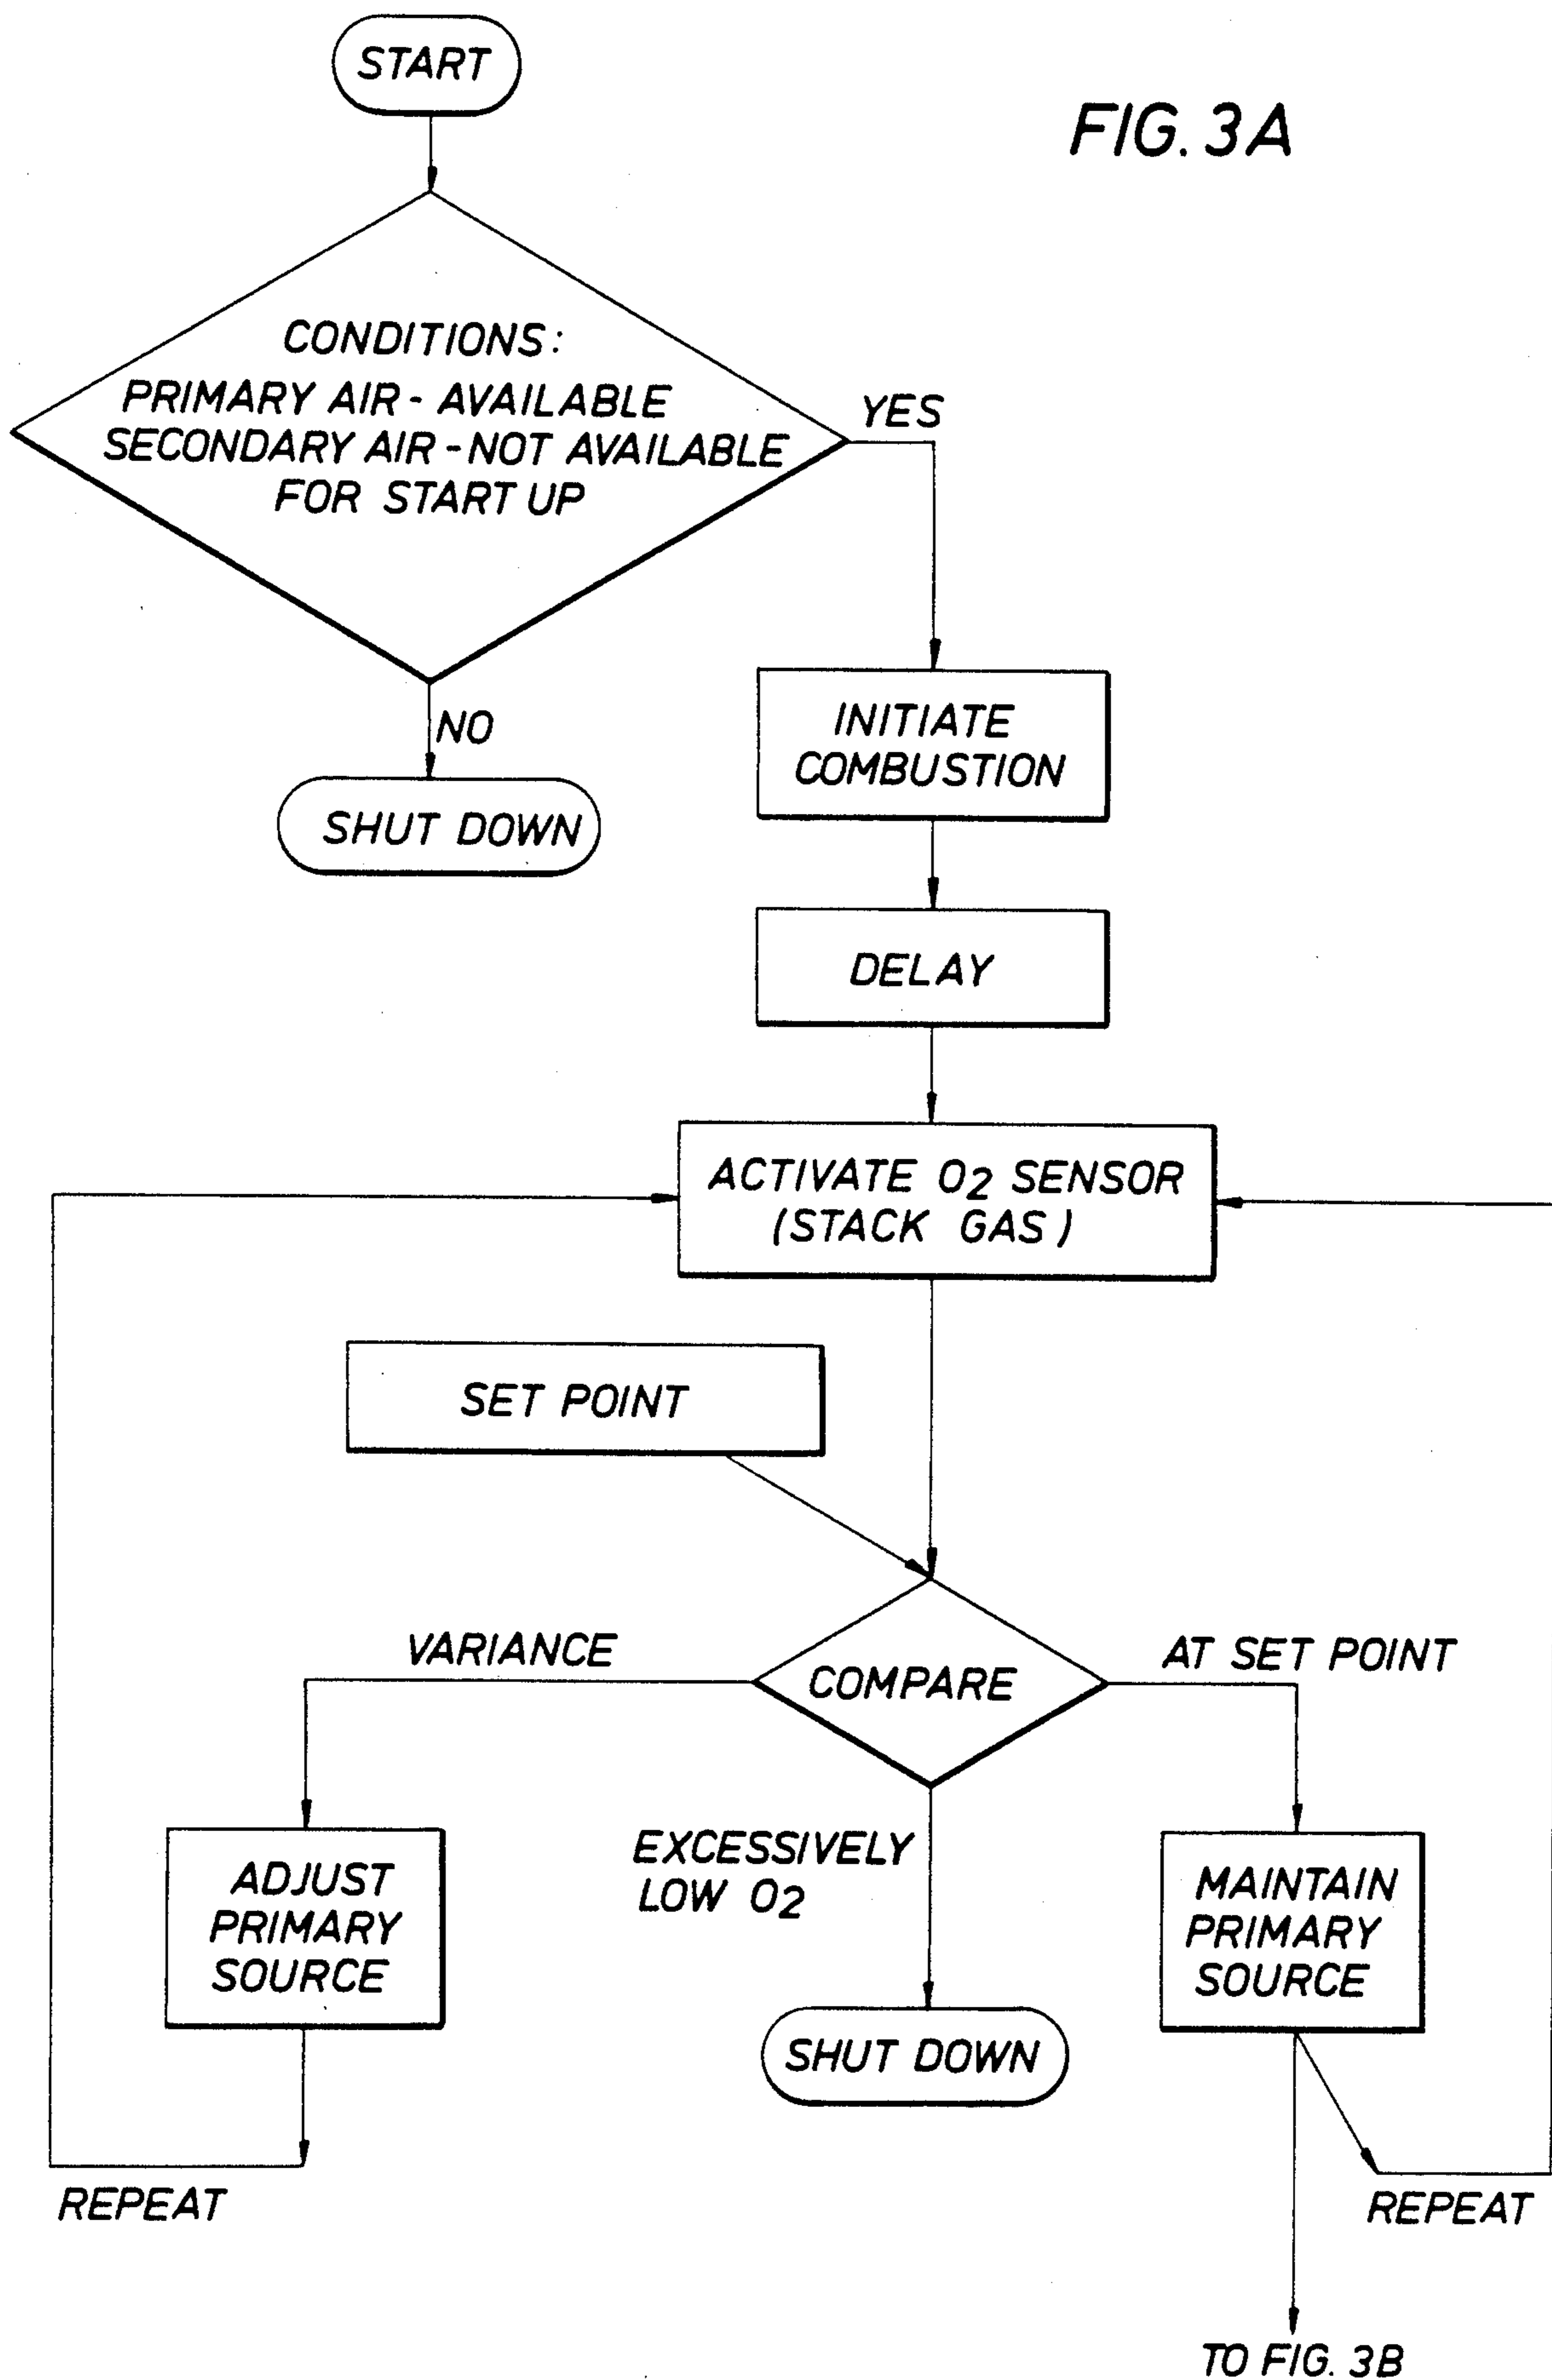 START
FIG. 3A
CONDITIONS:
PRIMARY AIR - AVAILABLE
SECONDARY AIR - NOT AVAILABLE
FOR START UP
YES
NO
SHUT DOWN
INITIATE
COMBUSTION
DELAY
ACTIVATE O2 SENSOR
(STACK GAS)
SET POINT
VARIANCE
COMPARE
AT SET POINT
ADJUST
PRIMARY
SOURCE
EXCESSIVELY
LOW O2
MAINTAIN
PRIMARY
SOURCE
SHUT DOWN
REPEAT
REPEAT
TO FIG. 3B